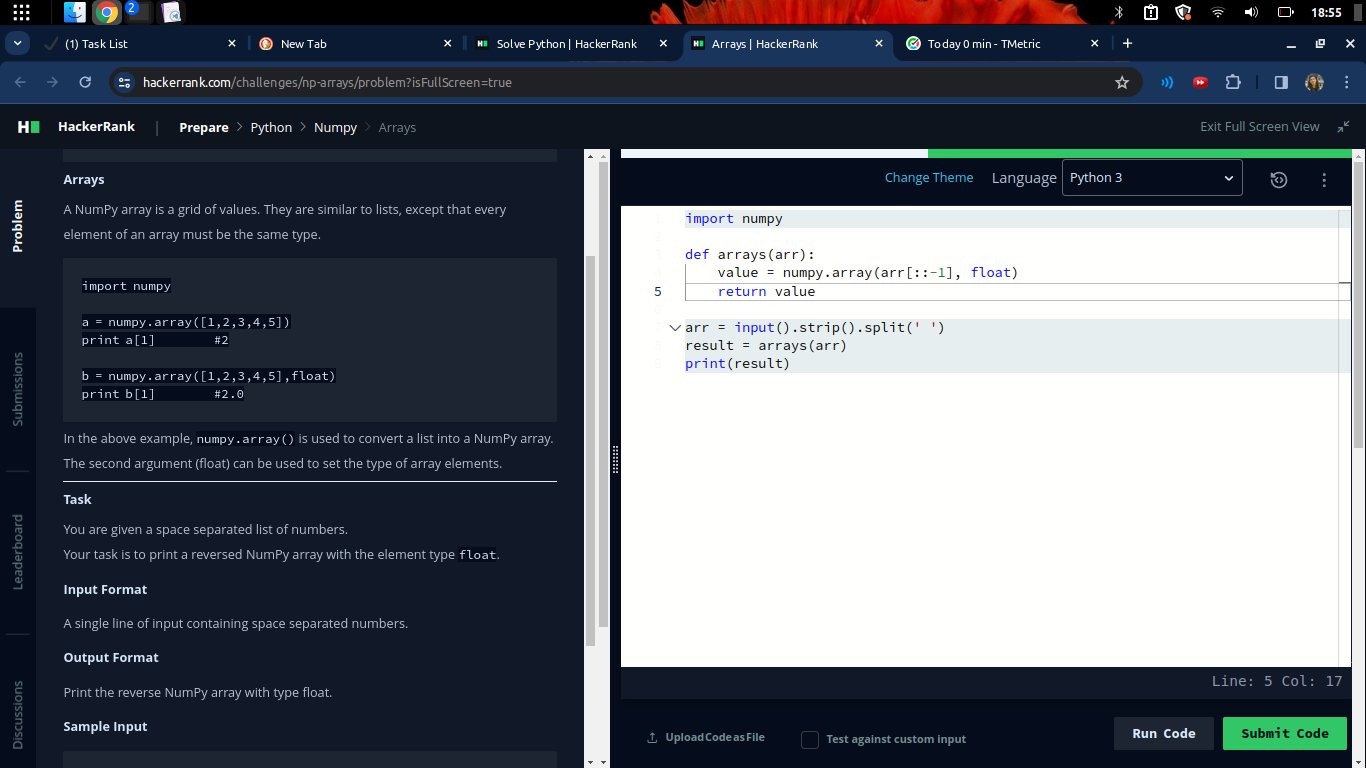 2
18:55
(1) Task List
New Tab
Solve Python | HackerRank
Arrays | HackerRank
Today 0 min - TMetric
hackerrank.com/challenges/np-arrays/problem?isFullScreen=true
HackerRank | Prepare > Python > Numpy > Arrays
Exit Full Screen View
Problem
Submissions
Leaderboard
Discussions
Arrays
A NumPy array is a grid of values. They are similar to lists, except that every
element of an array must be the same type.
import numpy
a = numpy.array([1,2,3,4,5])
print a[1] #2
b = numpy.array([1,2,3,4,5],float)
print b[1] #2.0
In the above example, numpy.array() is used to convert a list into a NumPy array.
The second argument (float) can be used to set the type of array elements.
Task
You are given a space separated list of numbers.
Your task is to print a reversed NumPy array with the element type float.
Input Format
A single line of input containing space separated numbers.
Output Format
Print the reverse NumPy array with type float.
Sample Input
Change Theme
Language
Python 3
import numpy
def arrays(arr):
value = numpy.array(arr[::-1], float)
5 return value
arr = input().strip().split(' ')
result = arrays(arr)
print(result)
Line: 5 Col: 17
Upload Code as File
Test against custom input
Run Code
Submit Code